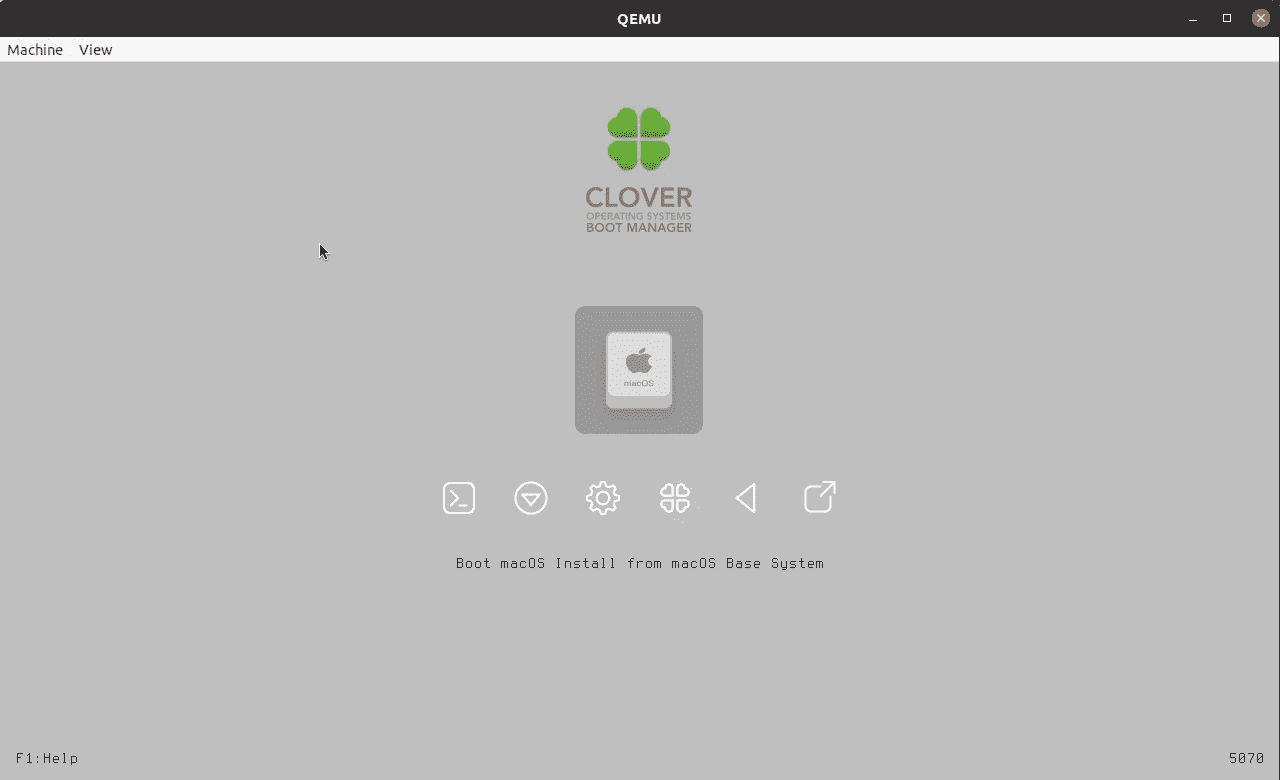 QEMU
Machine View
CLOVER
OPERATING SYSTEMS
BOOT MANAGER
macOS
Boot macOS Install from macOS Base System
F1:Help 5070